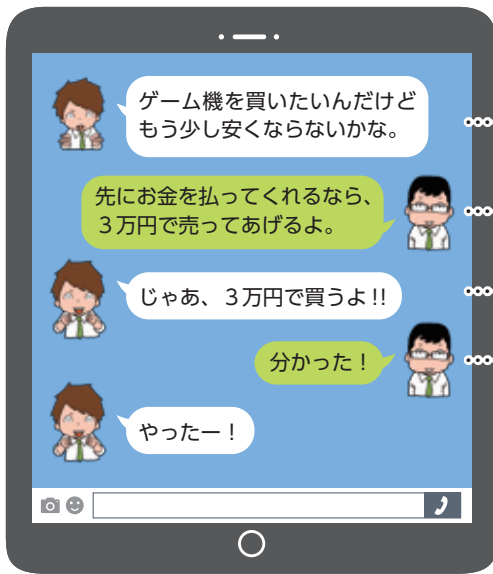 ゲーム機を買いたいんだけど
もう少し安くならないかな。
先にお金を払ってくれるなら、
３万円で売ってあげるよ。
じゃあ、３万円で買うよ!!
分かった！
やったー！